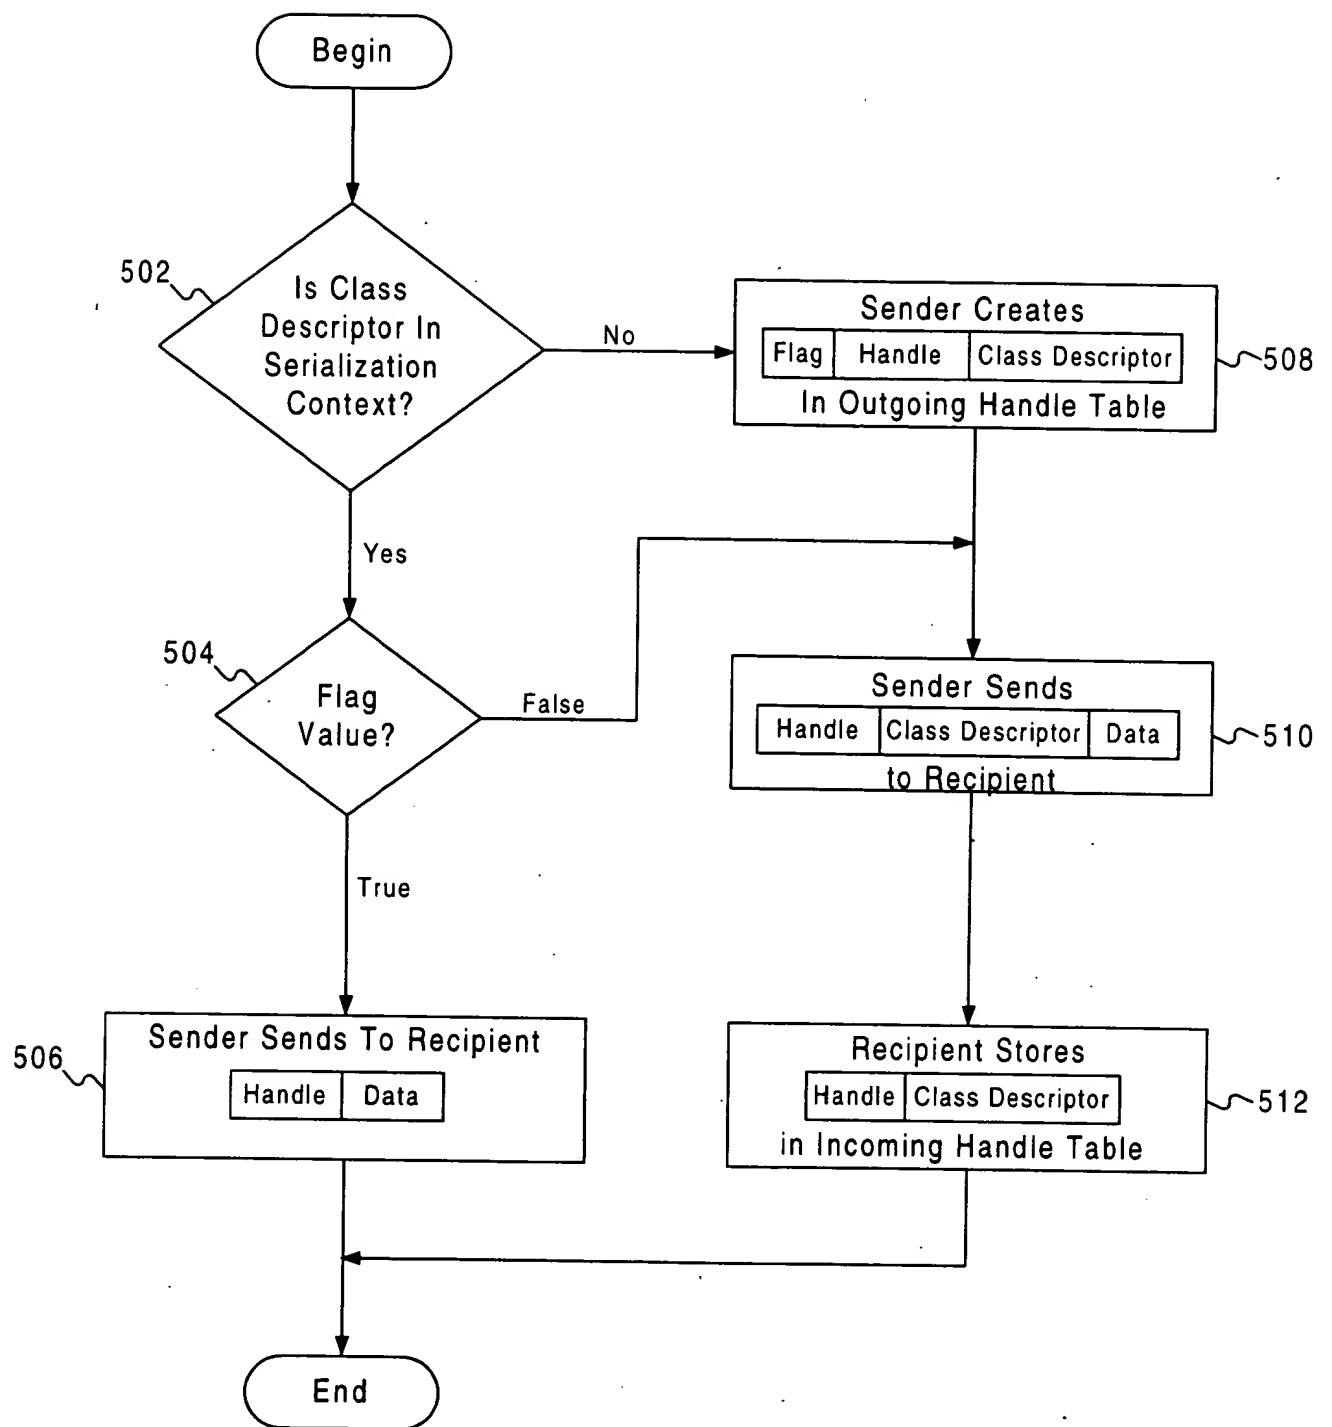 Begin
502
Is Class
Descriptor In
Serialization
Context?
No
Sender Creates
Flag Handle Class Descriptor
In Outgoing Handle Table
508
Yes
504
Flag
Value?
False
Sender Sends
Handle Class Descriptor Data
to Recipient
510
True
506
Sender Sends To Recipient
Handle Data
Recipient Stores
Handle Class Descriptor
in Incoming Handle Table
512
End